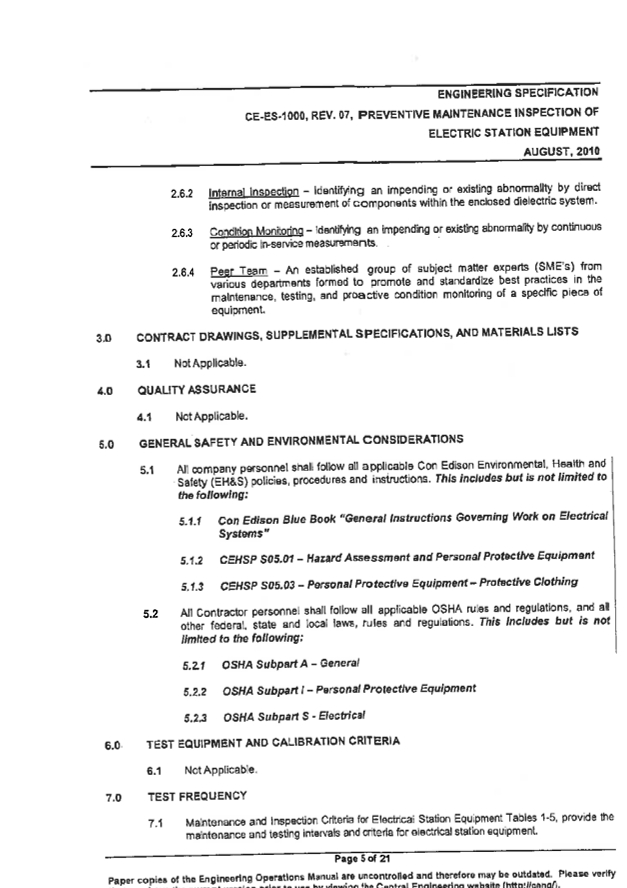 ENGINEERING SPECIFICATION
CE-ES-1000, REV. 07, PREVENTIVE MAINTENANCE INSPECTION OF
ELECTRIC STATION EQUIPMENT
AUGUST, 2010
2.6.2 Internal Inspection – Identifying an impending or existing abnormality by direct
inspection or measurement of components within the enclosed dielectric system.
2.6.3 Condition Monitoring – Identifying an impending or existing abnormality by continuous
or periodic in-service measurements.
2.6.4 Peer Team – An established group of subject matter experts (SME's) from
various departments formed to promote and standardize best practices in the
maintenance, testing, and proactive condition monitoring of a specific piece of
equipment.
3.0 CONTRACT DRAWINGS, SUPPLEMENTAL SPECIFICATIONS, AND MATERIALS LISTS
3.1 Not Applicable.
4.0 QUALITY ASSURANCE
4.1 Not Applicable.
5.0 GENERAL SAFETY AND ENVIRONMENTAL CONSIDERATIONS
5.1 All company personnel shall follow all applicable Con Edison Environmental, Health and
Safety (EH&S) policies, procedures and instructions. This includes but is not limited to
the following:
5.1.1 Con Edison Blue Book "General Instructions Governing Work on Electrical
Systems"
5.1.2 CEHSP S05.01 – Hazard Assessment and Personal Protective Equipment
5.1.3 CEHSP S05.03 – Personal Protective Equipment – Protective Clothing
5.2 All Contractor personnel shall follow all applicable OSHA rules and regulations, and all
other federal, state and local laws, rules and regulations. This includes but is not
limited to the following:
5.2.1 OSHA Subpart A – General
5.2.2 OSHA Subpart I – Personal Protective Equipment
5.2.3 OSHA Subpart S - Electrical
6.0 TEST EQUIPMENT AND CALIBRATION CRITERIA
6.1 Not Applicable.
7.0 TEST FREQUENCY
7.1 Maintenance and Inspection Criteria for Electrical Station Equipment Tables 1-5, provide the
maintenance and testing intervals and criteria for electrical station equipment.
Page 5 of 21
Paper copies of the Engineering Operations Manual are uncontrolled and therefore may be outdated. Please verify
version prior to use by viewing the Central Engineering website